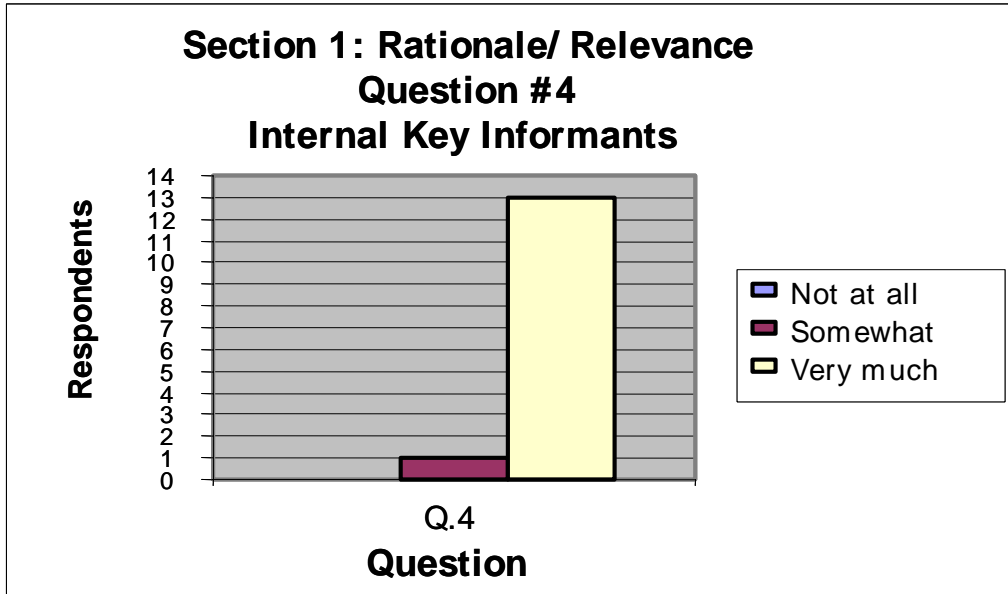 Section 1: Rationale/ Relevance
Question #4
Internal Key Informants
Respondents
14
13
12
11
10
9
8
7
6
5
4
3
2
1
0
Q.4
Question
Not at all
Somewhat
Very much